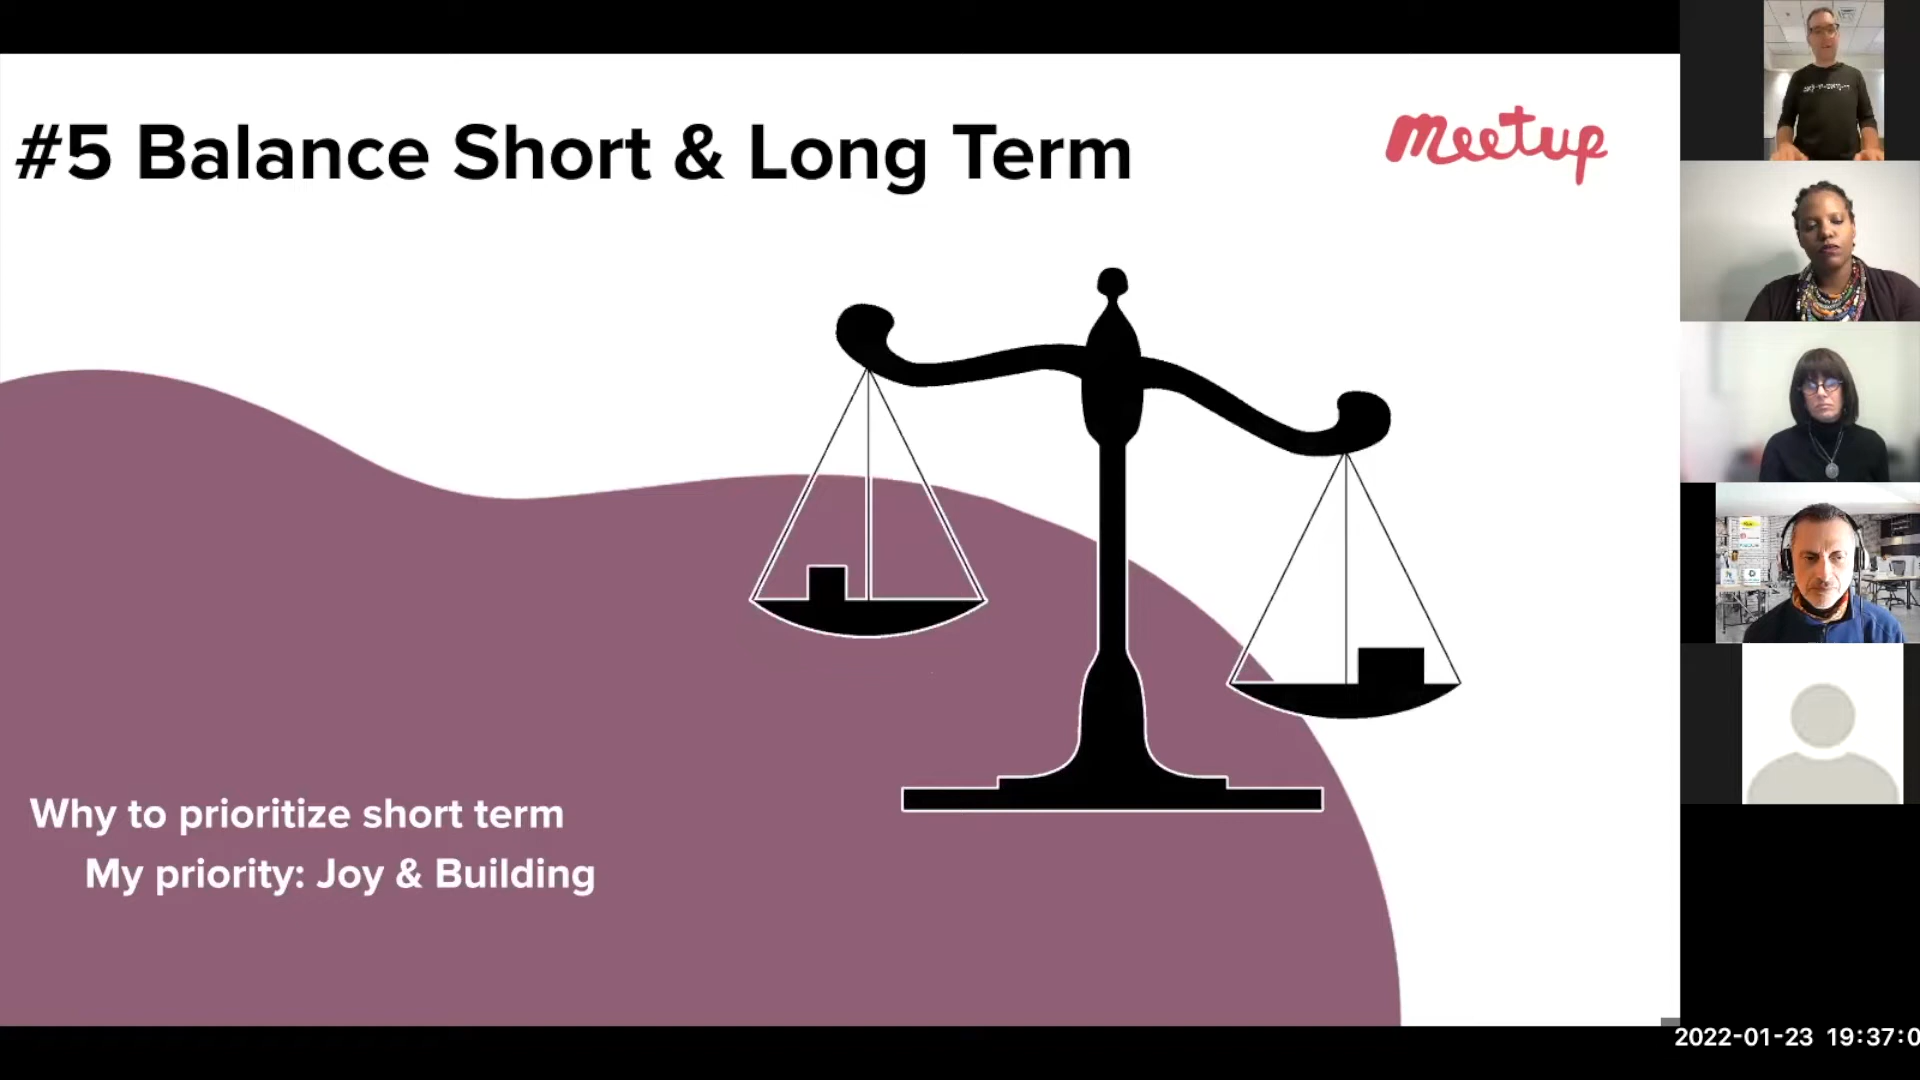 #5 Balance Short & Long Term
meetup
Why to prioritize short term
My priority: Joy & Building
2022-01-23 19:37:0